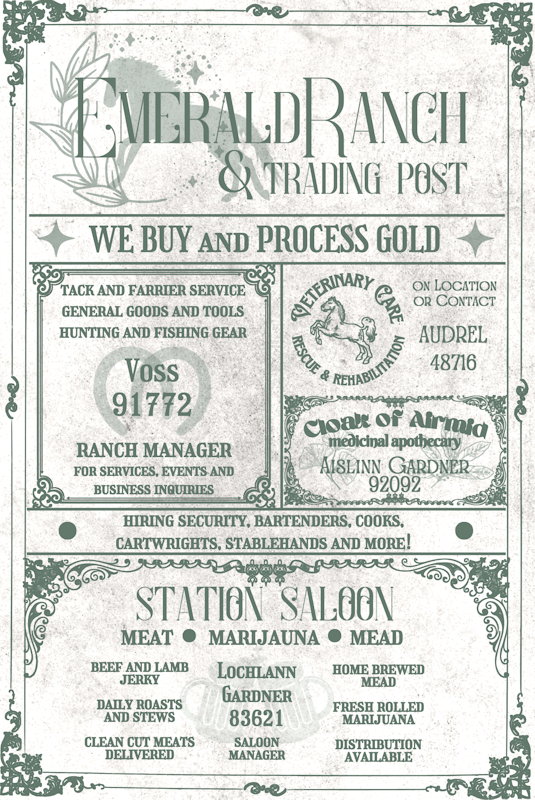 EMERALD RANCH
& TRADING POST
WE BUY AND PROCESS GOLD
TACK AND FARRIER SERVICE
GENERAL GOODS AND TOOLS
HUNTING AND FISHING GEAR
VOSS
91772
RANCH MANAGER
FOR SERVICES, EVENTS AND
BUSINESS INQUIRIES
VETERINARY CARE
RESCUE & REHABILITATION
ON LOCATION
OR CONTACT
AUDREL
48716
Cloak of Airmid
medicinal apothecary
AISLINN GARDNER
92092
HIRING SECURITY, BARTENDERS, COOKS,
CARTWRIGHTS, STABLEHANDS AND MORE!
STATION SALOON
MEAT ● MARIJAUNA ● MEAD
BEEF AND LAMB
JERKY
DAILY ROASTS
AND STEWS
CLEAN CUT MEATS
DELIVERED
LOCHLANN
GARDNER
83621
SALOON
MANAGER
HOME BREWED
MEAD
FRESH ROLLED
MARIJUANA
DISTRIBUTION
AVAILABLE